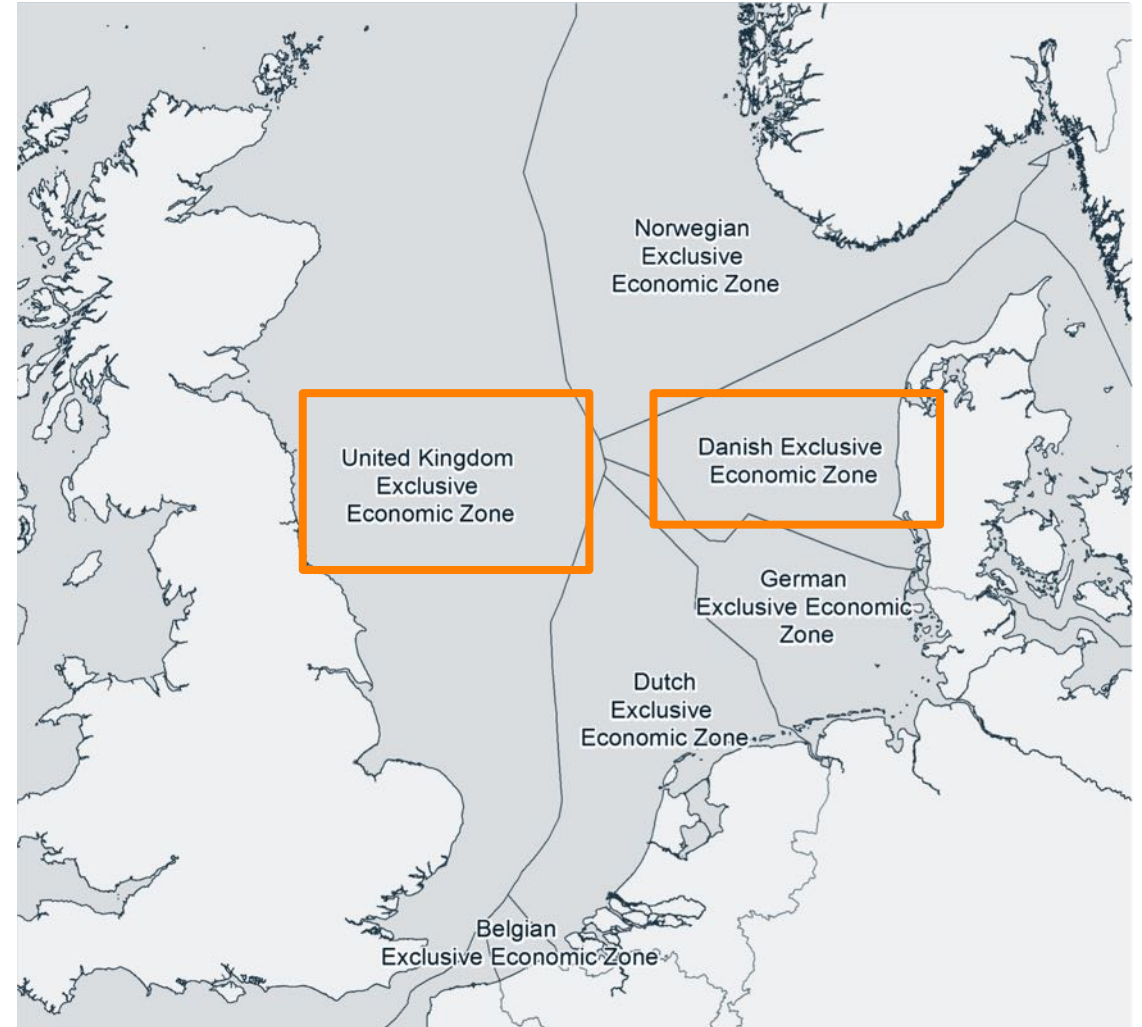 Norwegian
Exclusive
Economic Zone
United Kingdom
Exclusive
Economic Zone
Danish Exclusive
Economic Zone
German
Exclusive Economic
Zone
Dutch
Exclusive
Economic Zone
Belgian
Exclusive Economic Zone